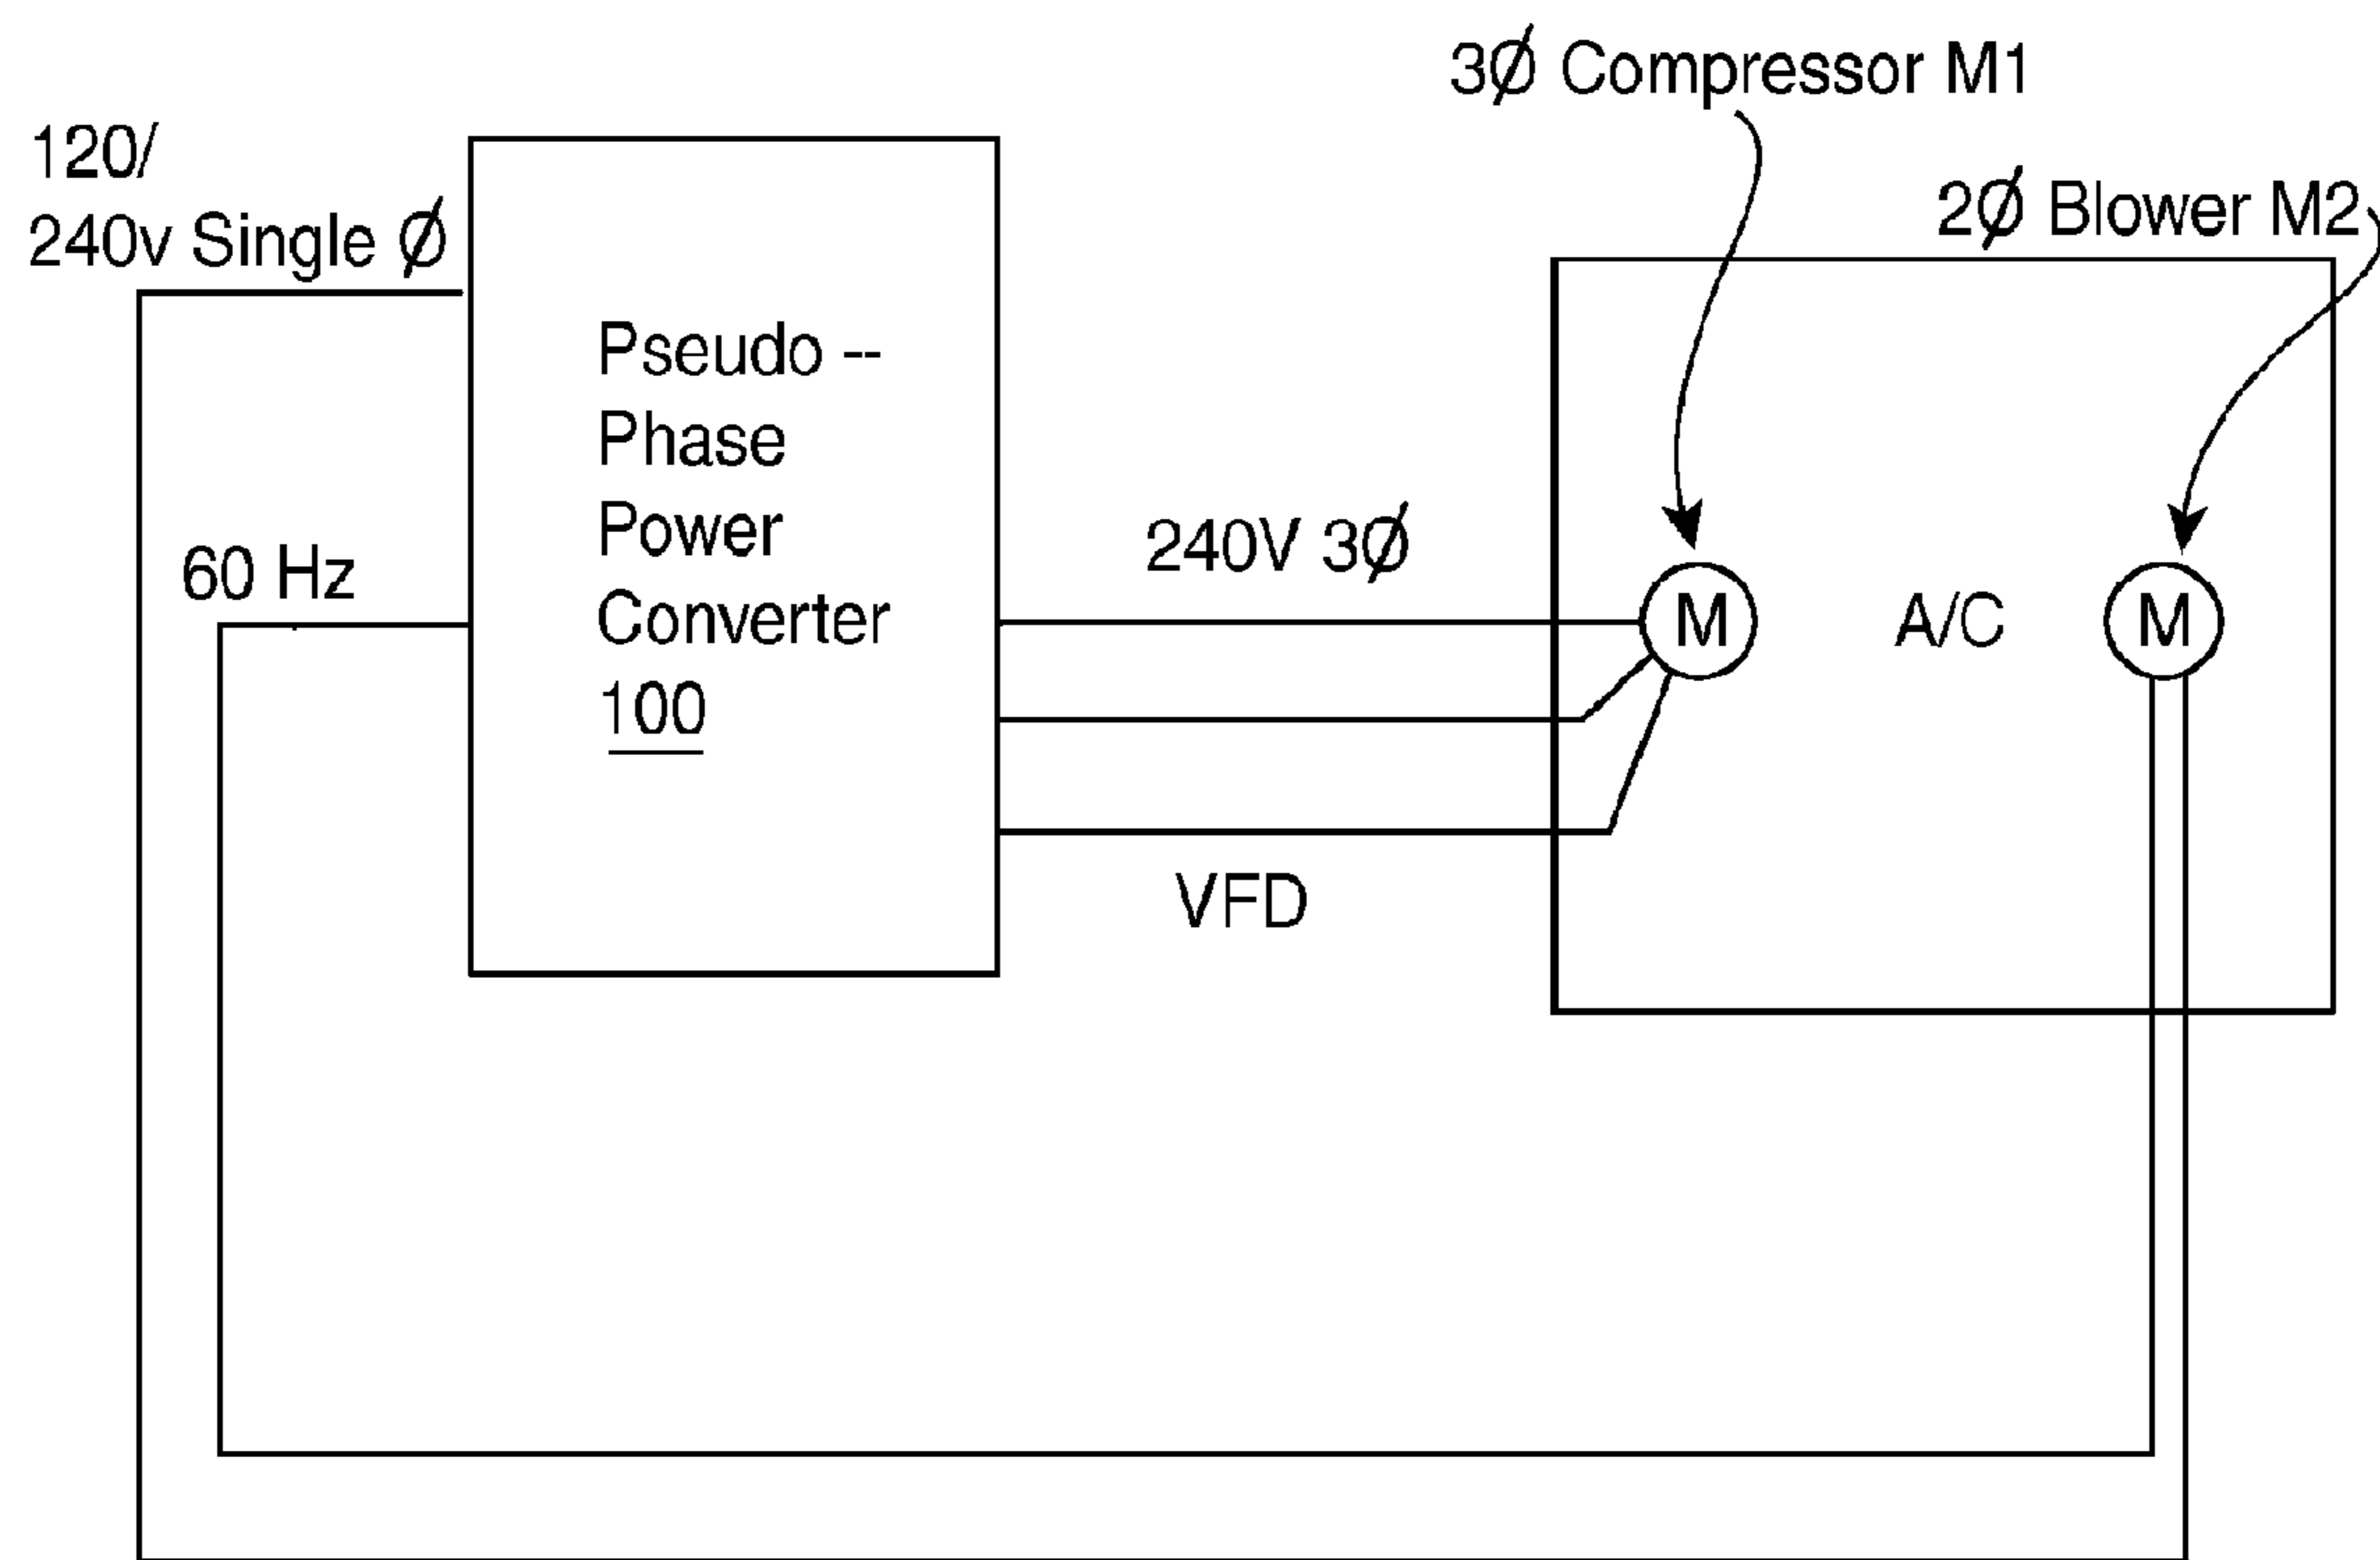 3Ø Compressor M1
120/
240v Single Ø
2Ø Blower M2
Pseudo --
Phase
Power
Converter
100
60 Hz
240V 3Ø
VFD
M
A/C
M